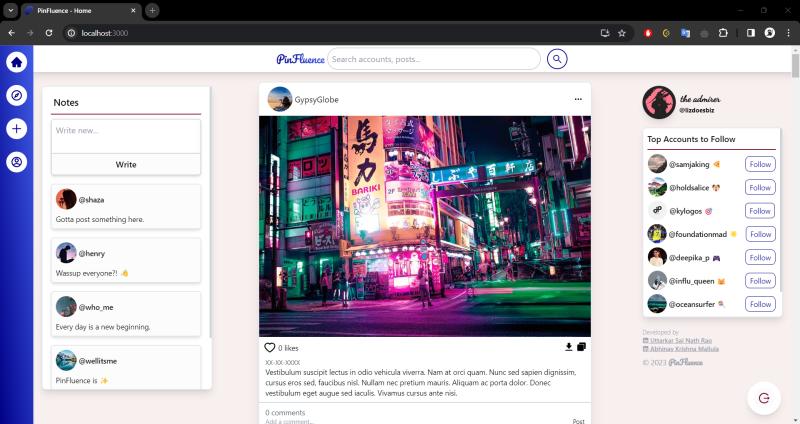 PinFluence - Home
localhost:3000
PinFluence
Search accounts, posts...
Notes
Write new...
Write
@shaza
Gotta post something here.
@henry
Wassup everyone?! 👋
@who_me
Every day is a new beginning.
@wellitsme
PinFluence is ✨
GypsyGlobe
馬力
BARIKI
0 likes
XX-XX-XXXX
Vestibulum suscipit lectus in odio vehicula viverra. Nam at orci quam. Nunc sed sapien dignissim,
cursus eros sed, faucibus nisl. Nullam nec pretium mauris. Aliquam ac porta dolor. Donec
vestibulum eget augue sed iaculis. Vivamus cursus ante nisi.
0 comments
Add a comment...
Post
the admirer
@lizdoesbiz
Top Accounts to Follow
@samjaking 🍕 Follow
@holdsalice Follow
@kylogos 🎯 Follow
@foundationmad Follow
@deepika_p 🎮 Follow
@influ_queen Follow
@oceansurfer Follow
Developed by
Uttarkar Sai Nath Rao
Abhinav Krishna Mallula
© 2023 PinFluence